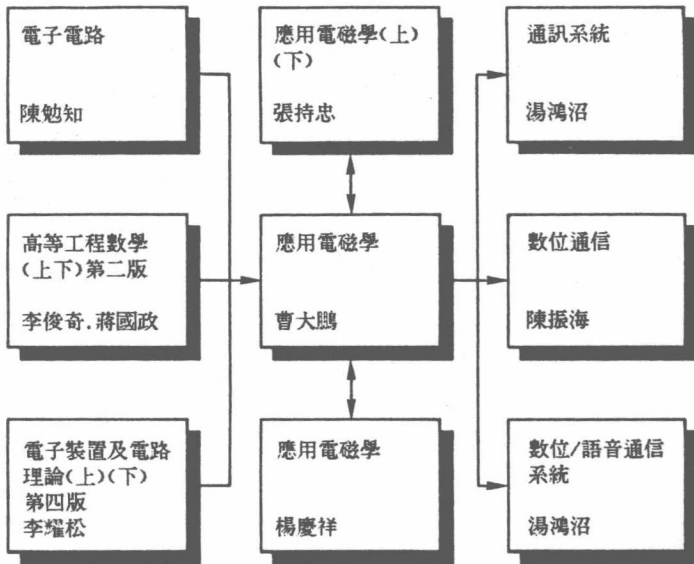 電子電路
陳勉知
應用電磁學(上)
(下)
張持忠
通訊系統
湯鴻沼
高等工程數學
(上下)第二版
李俊奇.蔣國政
應用電磁學
曹大鵬
數位通信
陳振海
電子裝置及電路
理論(上)(下)
第四版
李耀松
應用電磁學
楊慶祥
數位/語音通信
系統
湯鴻沼